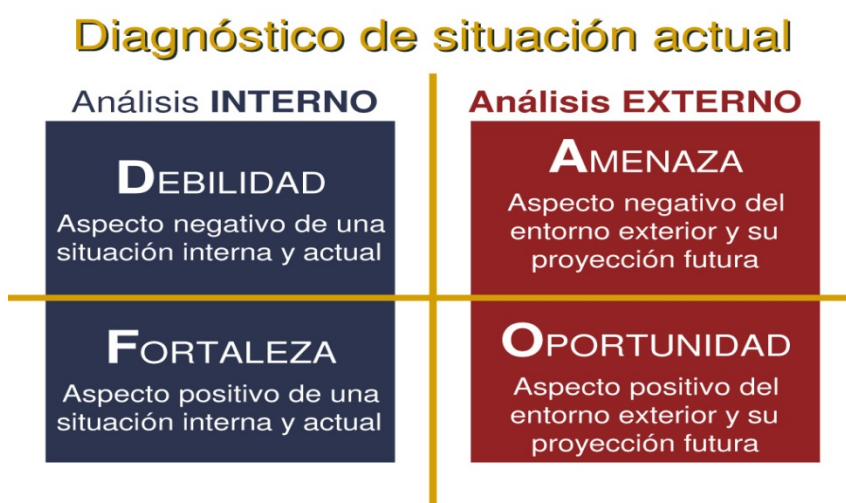 Diagnóstico de situación actual
Análisis INTERNO
DEBILIDAD
Aspecto negativo de una
situación interna y actual
FORTALEZA
Aspecto positivo de una
situación interna y actual
Análisis EXTERNO
AMENAZA
Aspecto negativo del
entorno exterior y su
proyección futura
OPORTUNIDAD
Aspecto positivo del
entorno exterior y su
proyección futura